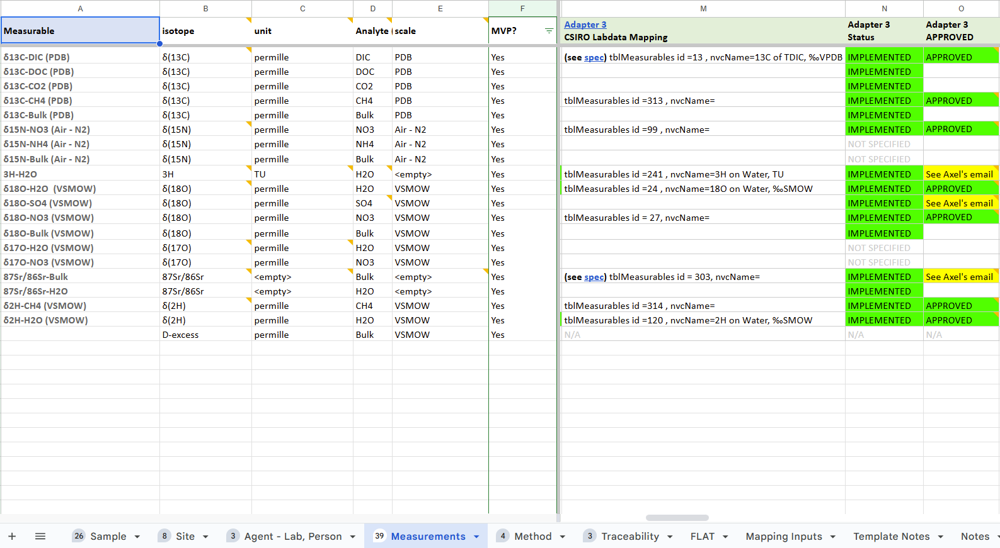 A B C D E F M N O
Measurable isotope unit Analyte ( scale MVP? Adapter 3 CSIRO Labdata Mapping Adapter 3 Status Adapter 3 APPROVED
δ13C-DIC (PDB) δ(13C) permille DIC PDB Yes (see spec) tblMeasurables id =13 , nvcName=13C of TDIC, ‰VPDB IMPLEMENTED APPROVED
δ13C-DOC (PDB) δ(13C) permille DOC PDB Yes IMPLEMENTED
δ13C-CO2 (PDB) δ(13C) permille CO2 PDB Yes IMPLEMENTED
δ13C-CH4 (PDB) δ(13C) permille CH4 PDB Yes tblMeasurables id =313 , nvcName= IMPLEMENTED APPROVED
δ13C-Bulk (PDB) δ(13C) permille Bulk PDB Yes IMPLEMENTED
δ15N-NO3 (Air - N2) δ(15N) permille NO3 Air - N2 Yes tblMeasurables id =99 , nvcName= IMPLEMENTED APPROVED
δ15N-NH4 (Air - N2) δ(15N) permille NH4 Air - N2 Yes NOT SPECIFIED
δ15N-Bulk (Air - N2) δ(15N) permille Bulk Air - N2 Yes NOT SPECIFIED
3H-H2O 3H TU H2O <empty> Yes tblMeasurables id =241 , nvcName=3H on Water, TU IMPLEMENTED See Axel's email
δ18O-H2O (VSMOW) δ(18O) permille H2O VSMOW Yes tblMeasurables id =24 , nvcName=18O on Water, ‰SMOW IMPLEMENTED APPROVED
δ18O-SO4 (VSMOW) δ(18O) permille SO4 VSMOW Yes IMPLEMENTED See Axel's email
δ18O-NO3 (VSMOW) δ(18O) permille NO3 VSMOW Yes tblMeasurables id = 27, nvcName= IMPLEMENTED APPROVED
δ18O-Bulk (VSMOW) δ(18O) permille Bulk VSMOW Yes IMPLEMENTED
δ17O-H2O (VSMOW) δ(17O) permille H2O VSMOW Yes NOT SPECIFIED
δ17O-NO3 (VSMOW) δ(17O) permille NO3 VSMOW Yes NOT SPECIFIED
87Sr/86Sr-Bulk 87Sr/86Sr <empty> Bulk <empty> Yes (see spec) tblMeasurables id = 303, nvcName= IMPLEMENTED See Axel's email
87Sr/86Sr-H2O 87Sr/86Sr <empty> H2O <empty> Yes IMPLEMENTED
δ2H-CH4 (VSMOW) δ(2H) permille CH4 VSMOW Yes tblMeasurables id =314 , nvcName= IMPLEMENTED APPROVED
δ2H-H2O (VSMOW) δ(2H) permille H2O VSMOW Yes tblMeasurables id =120 , nvcName=2H on Water, ‰SMOW IMPLEMENTED APPROVED
D-excess permille Bulk VSMOW Yes N/A N/A N/A
26 Sample 8 Site 3 Agent - Lab, Person 39 Measurements 4 Method 3 Traceability FLAT Mapping Inputs Template Notes Notes